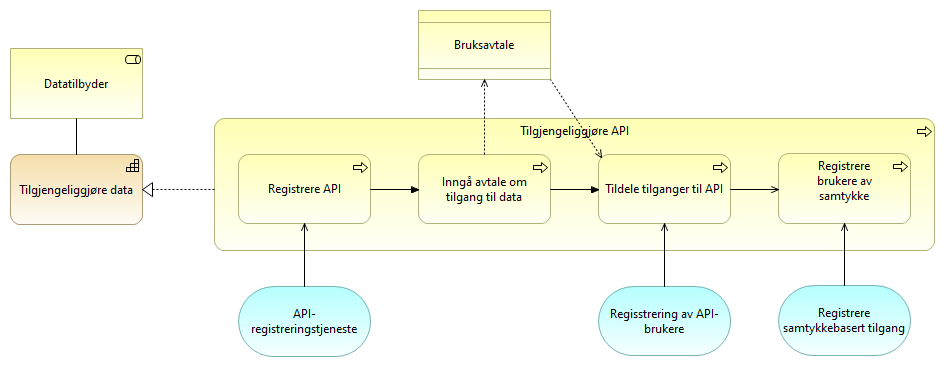 Bruksavtale
Datatilbyder
Tilgjengeliggjøre API
Tilgjengeliggjøre data
Registrere API
Inngå avtale om
tilgang til data
Tildele tilganger til API
Registrere
brukere av
samtykke
API-
registreringstjeneste
Regisstrering av API-
brukere
Registrere
samtykkebasert tilgang